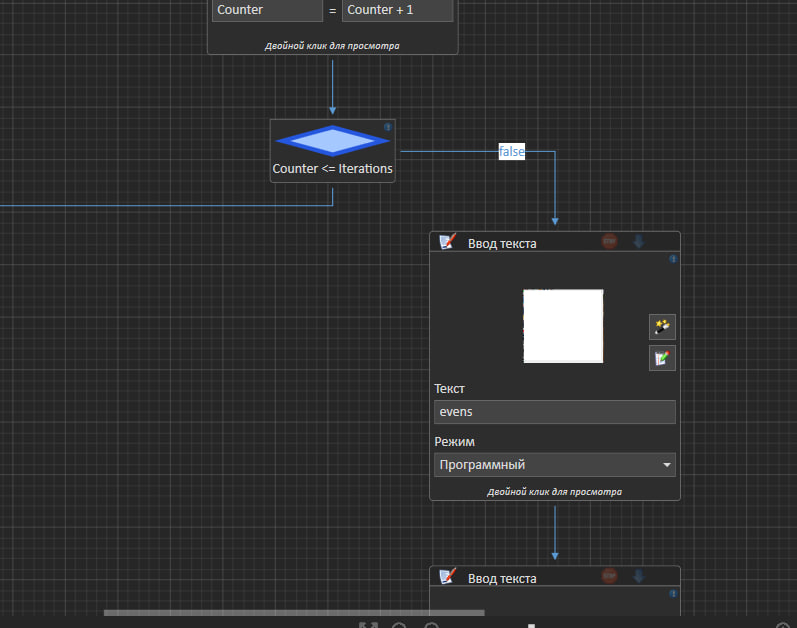 Counter = Counter + 1
Двойной клик для просмотра
Counter <= Iterations
false
Ввод текста
Текст
evens
Режим
Программный
Двойной клик для просмотра
Ввод текста